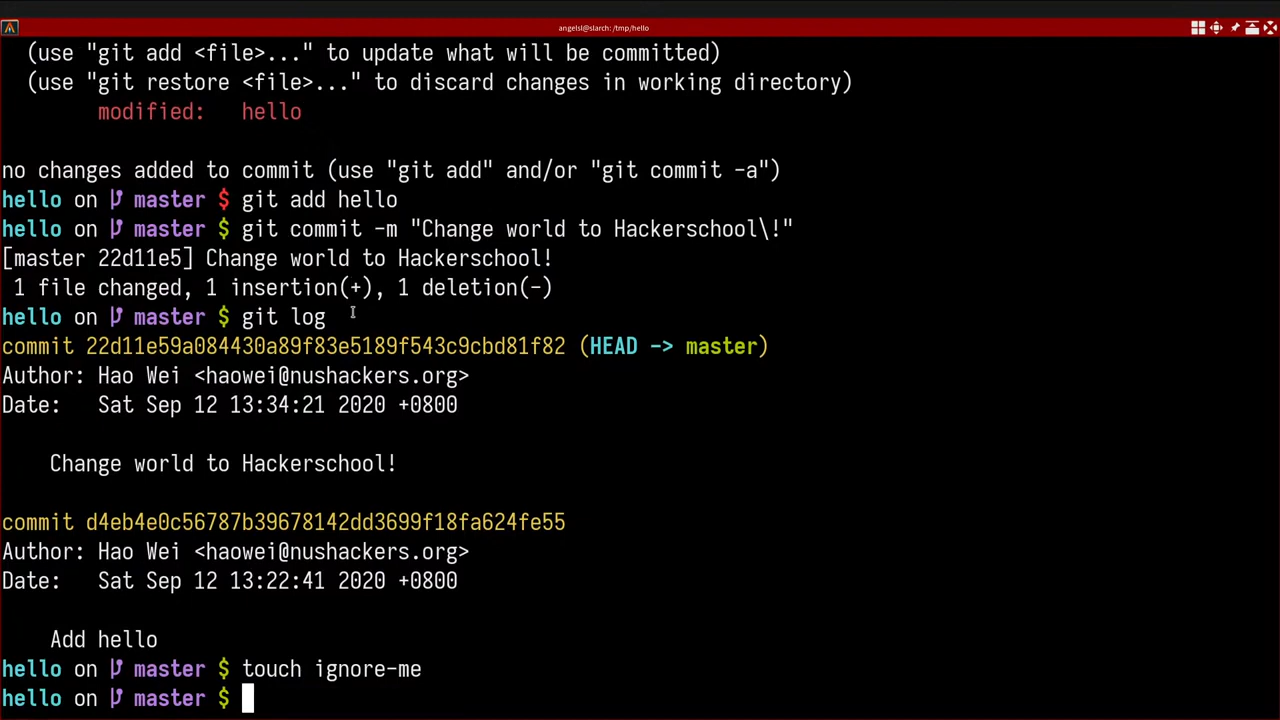 angelsl@slarch: /tmp/hello
(use "git add <file>..." to update what will be committed)
(use "git restore <file>..." to discard changes in working directory)
modified:   hello
no changes added to commit (use "git add" and/or "git commit -a")
hello on master $ git add hello
hello on master $ git commit -m "Change world to Hackerschool\!"
[master 22d11e5] Change world to Hackerschool!
1 file changed, 1 insertion(+), 1 deletion(-)
hello on master $ git log
commit 22d11e59a084430a89f83e5189f543c9cbd81f82 (HEAD -> master)
Author: Hao Wei <haowei@nushackers.org>
Date:   Sat Sep 12 13:34:21 2020 +0800
Change world to Hackerschool!
commit d4eb4e0c56787b39678142dd3699f18fa624fe55
Author: Hao Wei <haowei@nushackers.org>
Date:   Sat Sep 12 13:22:41 2020 +0800
Add hello
hello on master $ touch ignore-me
hello on master $